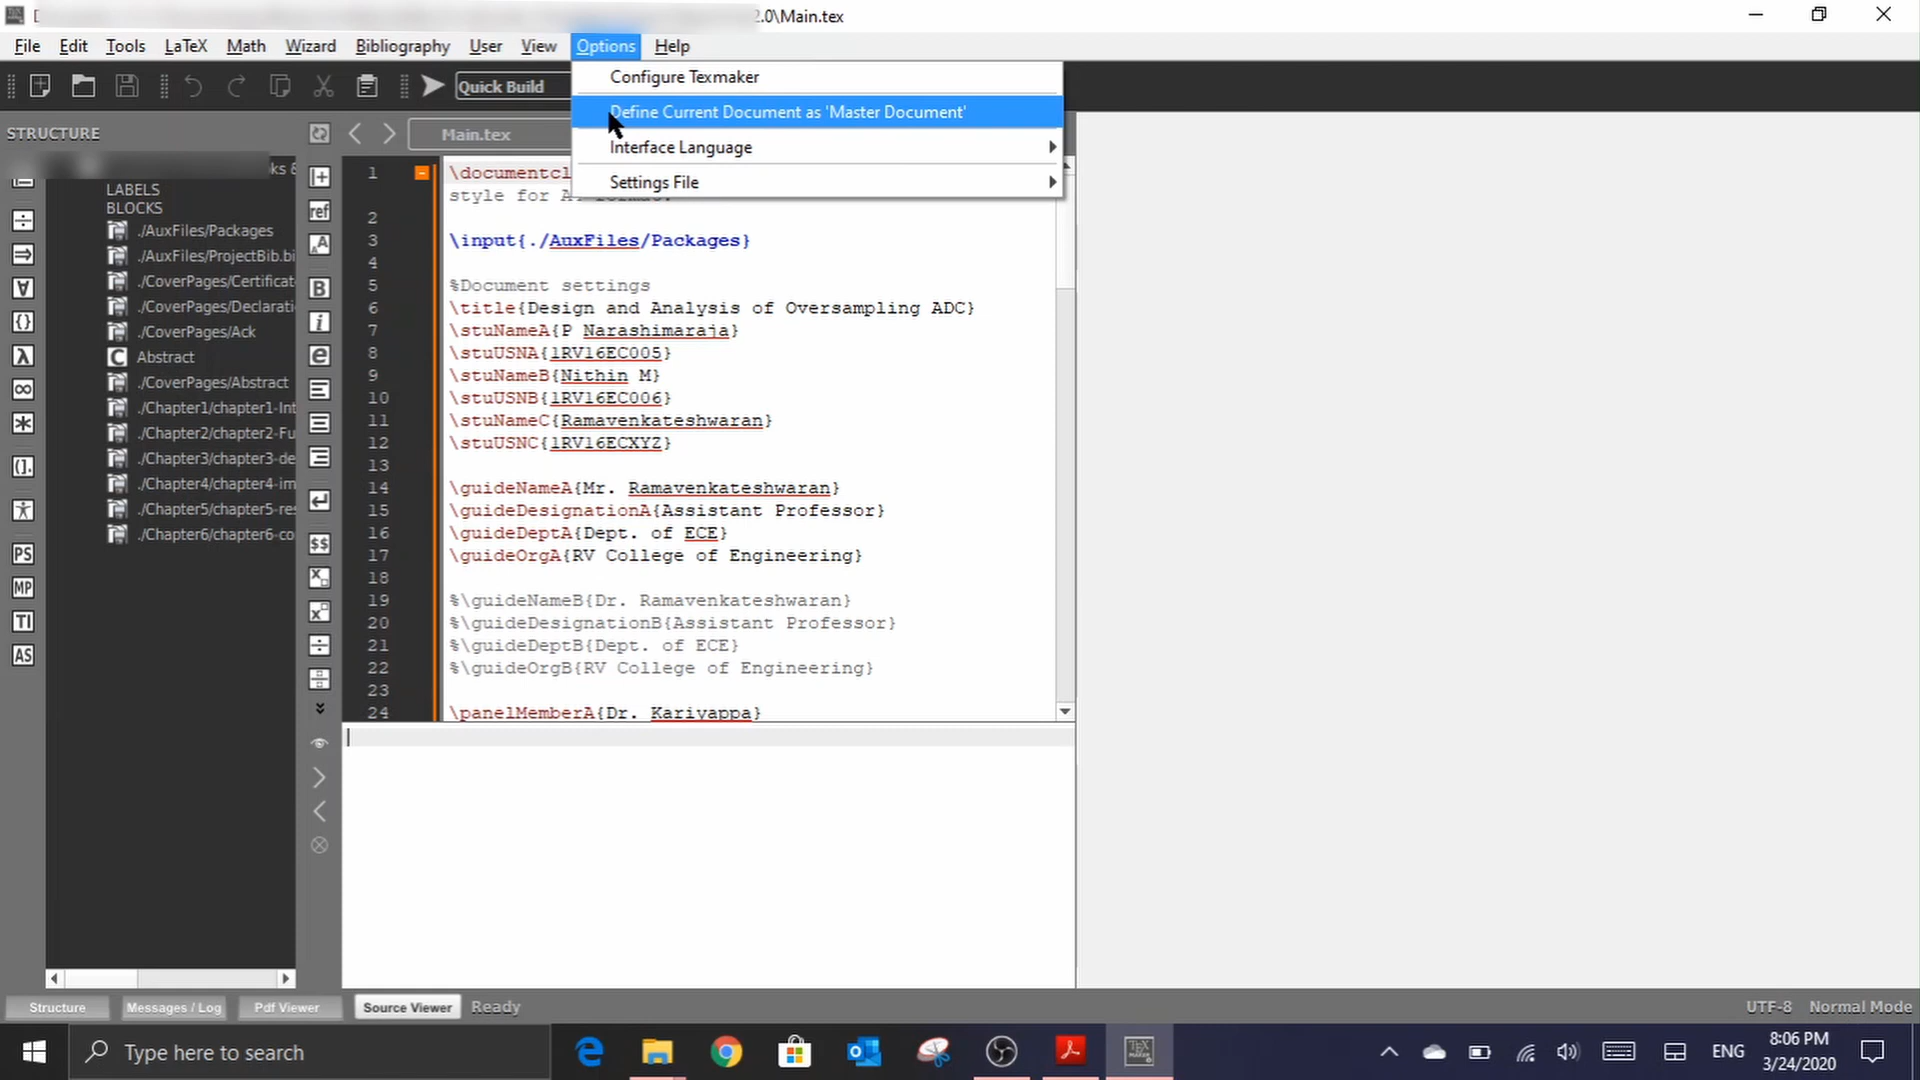 2.0\Main.tex
File Edit Tools LaTeX Math Wizard Bibliography User View Options Help
Quick Build
Configure Texmaker
Define Current Document as 'Master Document'
Interface Language
Settings File
STRUCTURE
Main.tex
ks &
LABELS
BLOCKS
./AuxFiles/Packages
./AuxFiles/ProjectBib.bi
./CoverPages/Certificat
./CoverPages/Declarati
./CoverPages/Ack
C Abstract
./CoverPages/Abstract
./Chapter1/chapter1-Int
./Chapter2/chapter2-Fu
./Chapter3/chapter3-de
./Chapter4/chapter4-im
./Chapter5/chapter5-res
./Chapter6/chapter6-co
PS
MP
TI
AS
ref
B
i
e
$$
1 \documentcl
style for
2
3 \input{./AuxFiles/Packages}
4
5 %Document settings
6 \title{Design and Analysis of Oversampling ADC}
7 \stuNameA{P Narashimaraja}
8 \stuUSNA{1RV16EC005}
9 \stuNameB{Nithin M}
10 \stuUSNB{1RV16EC006}
11 \stuNameC{Ramavenkateshwaran}
12 \stuUSNC{1RV16ECXYZ}
13
14 \guideNameA{Mr. Ramavenkateshwaran}
15 \guideDesignationA{Assistant Professor}
16 \guideDeptA{Dept. of ECE}
17 \guideOrgA{RV College of Engineering}
18
19 %\guideNameB{Dr. Ramavenkateshwaran}
20 %\guideDesignationB{Assistant Professor}
21 %\guideDeptB{Dept. of ECE}
22 %\guideOrgB{RV College of Engineering}
23
24 \panelMemberA{Dr. Kariyappa}
Structure Messages / Log Pdf Viewer Source Viewer Ready
UTF-8 Normal Mode
Type here to search
ENG
8:06 PM
3/24/2020